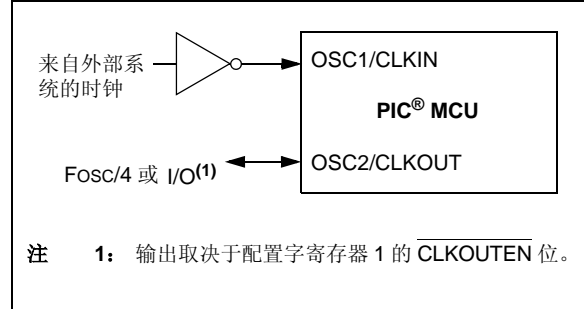 来自外部系
统的时钟
OSC1/CLKIN
PIC® MCU
FOSC/4 或 I/O(1)
OSC2/CLKOUT
注 1： 输出取决于配置字寄存器 1 的 CLKOUTEN 位。